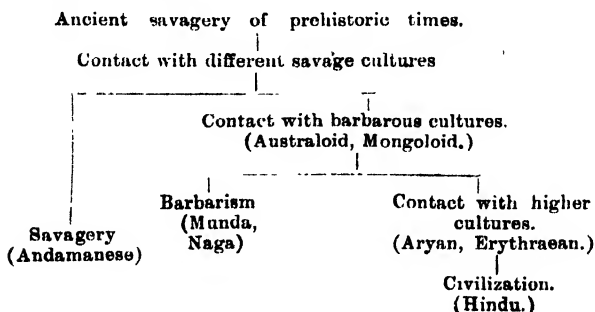 Ancient savagery of prehistoric times.
Contact with different savage cultures
Contact with barbarous cultures.
(Australoid, Mongoloid.)
Barbarism
(Munda,
Naga)
Savagery
(Andamanese)
Contact with higher
cultures.
(Aryan, Erythraean.)
Civilization.
(Hindu.)